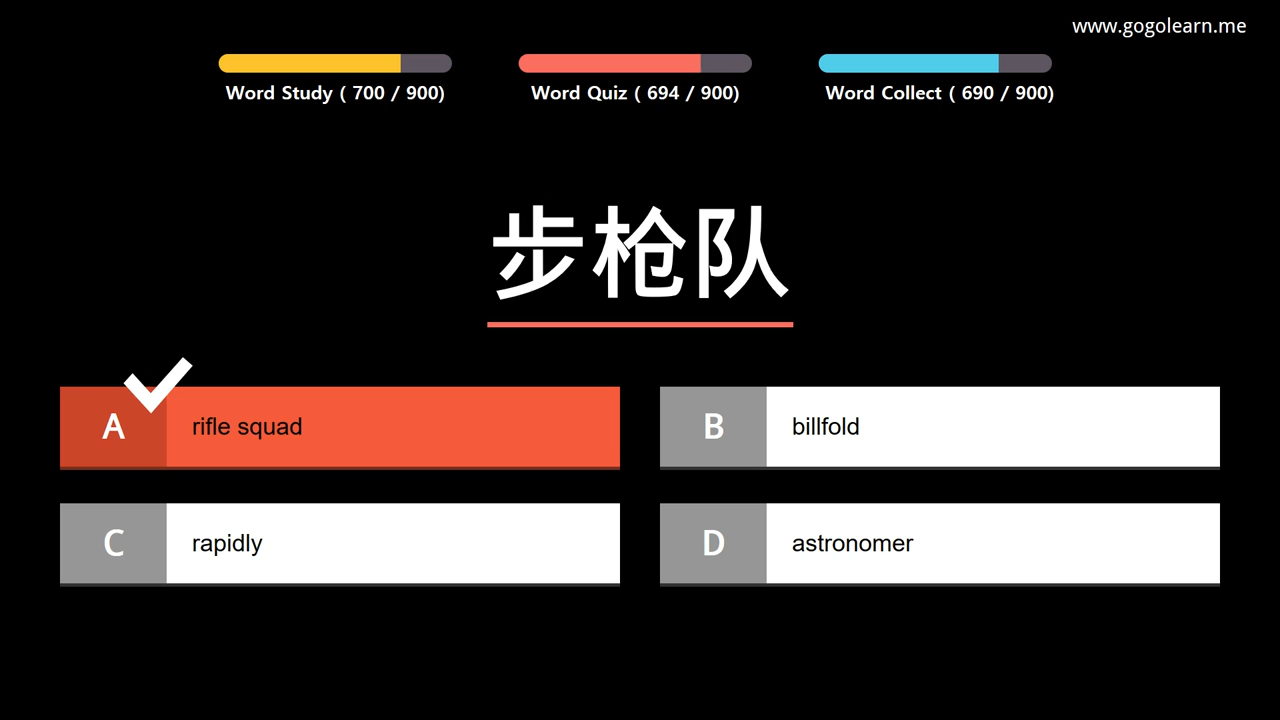 www.gogolearn.me
Word Study ( 700 / 900)
Word Quiz ( 694 / 900)
Word Collect ( 690 / 900)
步枪队
A rifle squad
B billfold
C rapidly
D astronomer